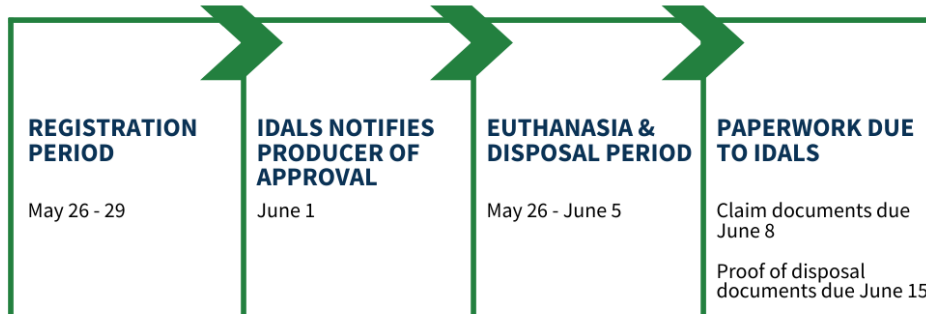 REGISTRATION
PERIOD
May 26 - 29
IDALS NOTIFIES
PRODUCER OF
APPROVAL
June 1
EUTHANASIA &
DISPOSAL PERIOD
May 26 - June 5
PAPERWORK DUE
TO IDALS
Claim documents due
June 8
Proof of disposal
documents due June 15